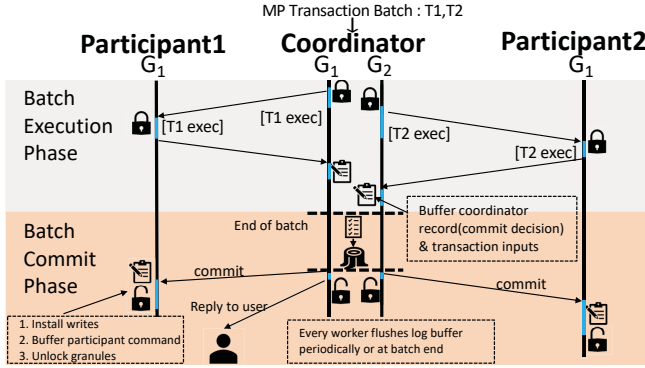 MP Transaction Batch : T1,T2
Participant1
Coordinator
Participant2
G1
G1
G2
G1
Batch
Execution
Phase
[T1 exec]
[T1 exec]
[T2 exec]
[T2 exec]
Buffer coordinator
record(commit decision)
& transaction inputs
End of batch
Batch
Commit
Phase
commit
commit
Reply to user
1. Install writes
2. Buffer participant command
3. Unlock granules
Every worker flushes log buffer
periodically or at batch end